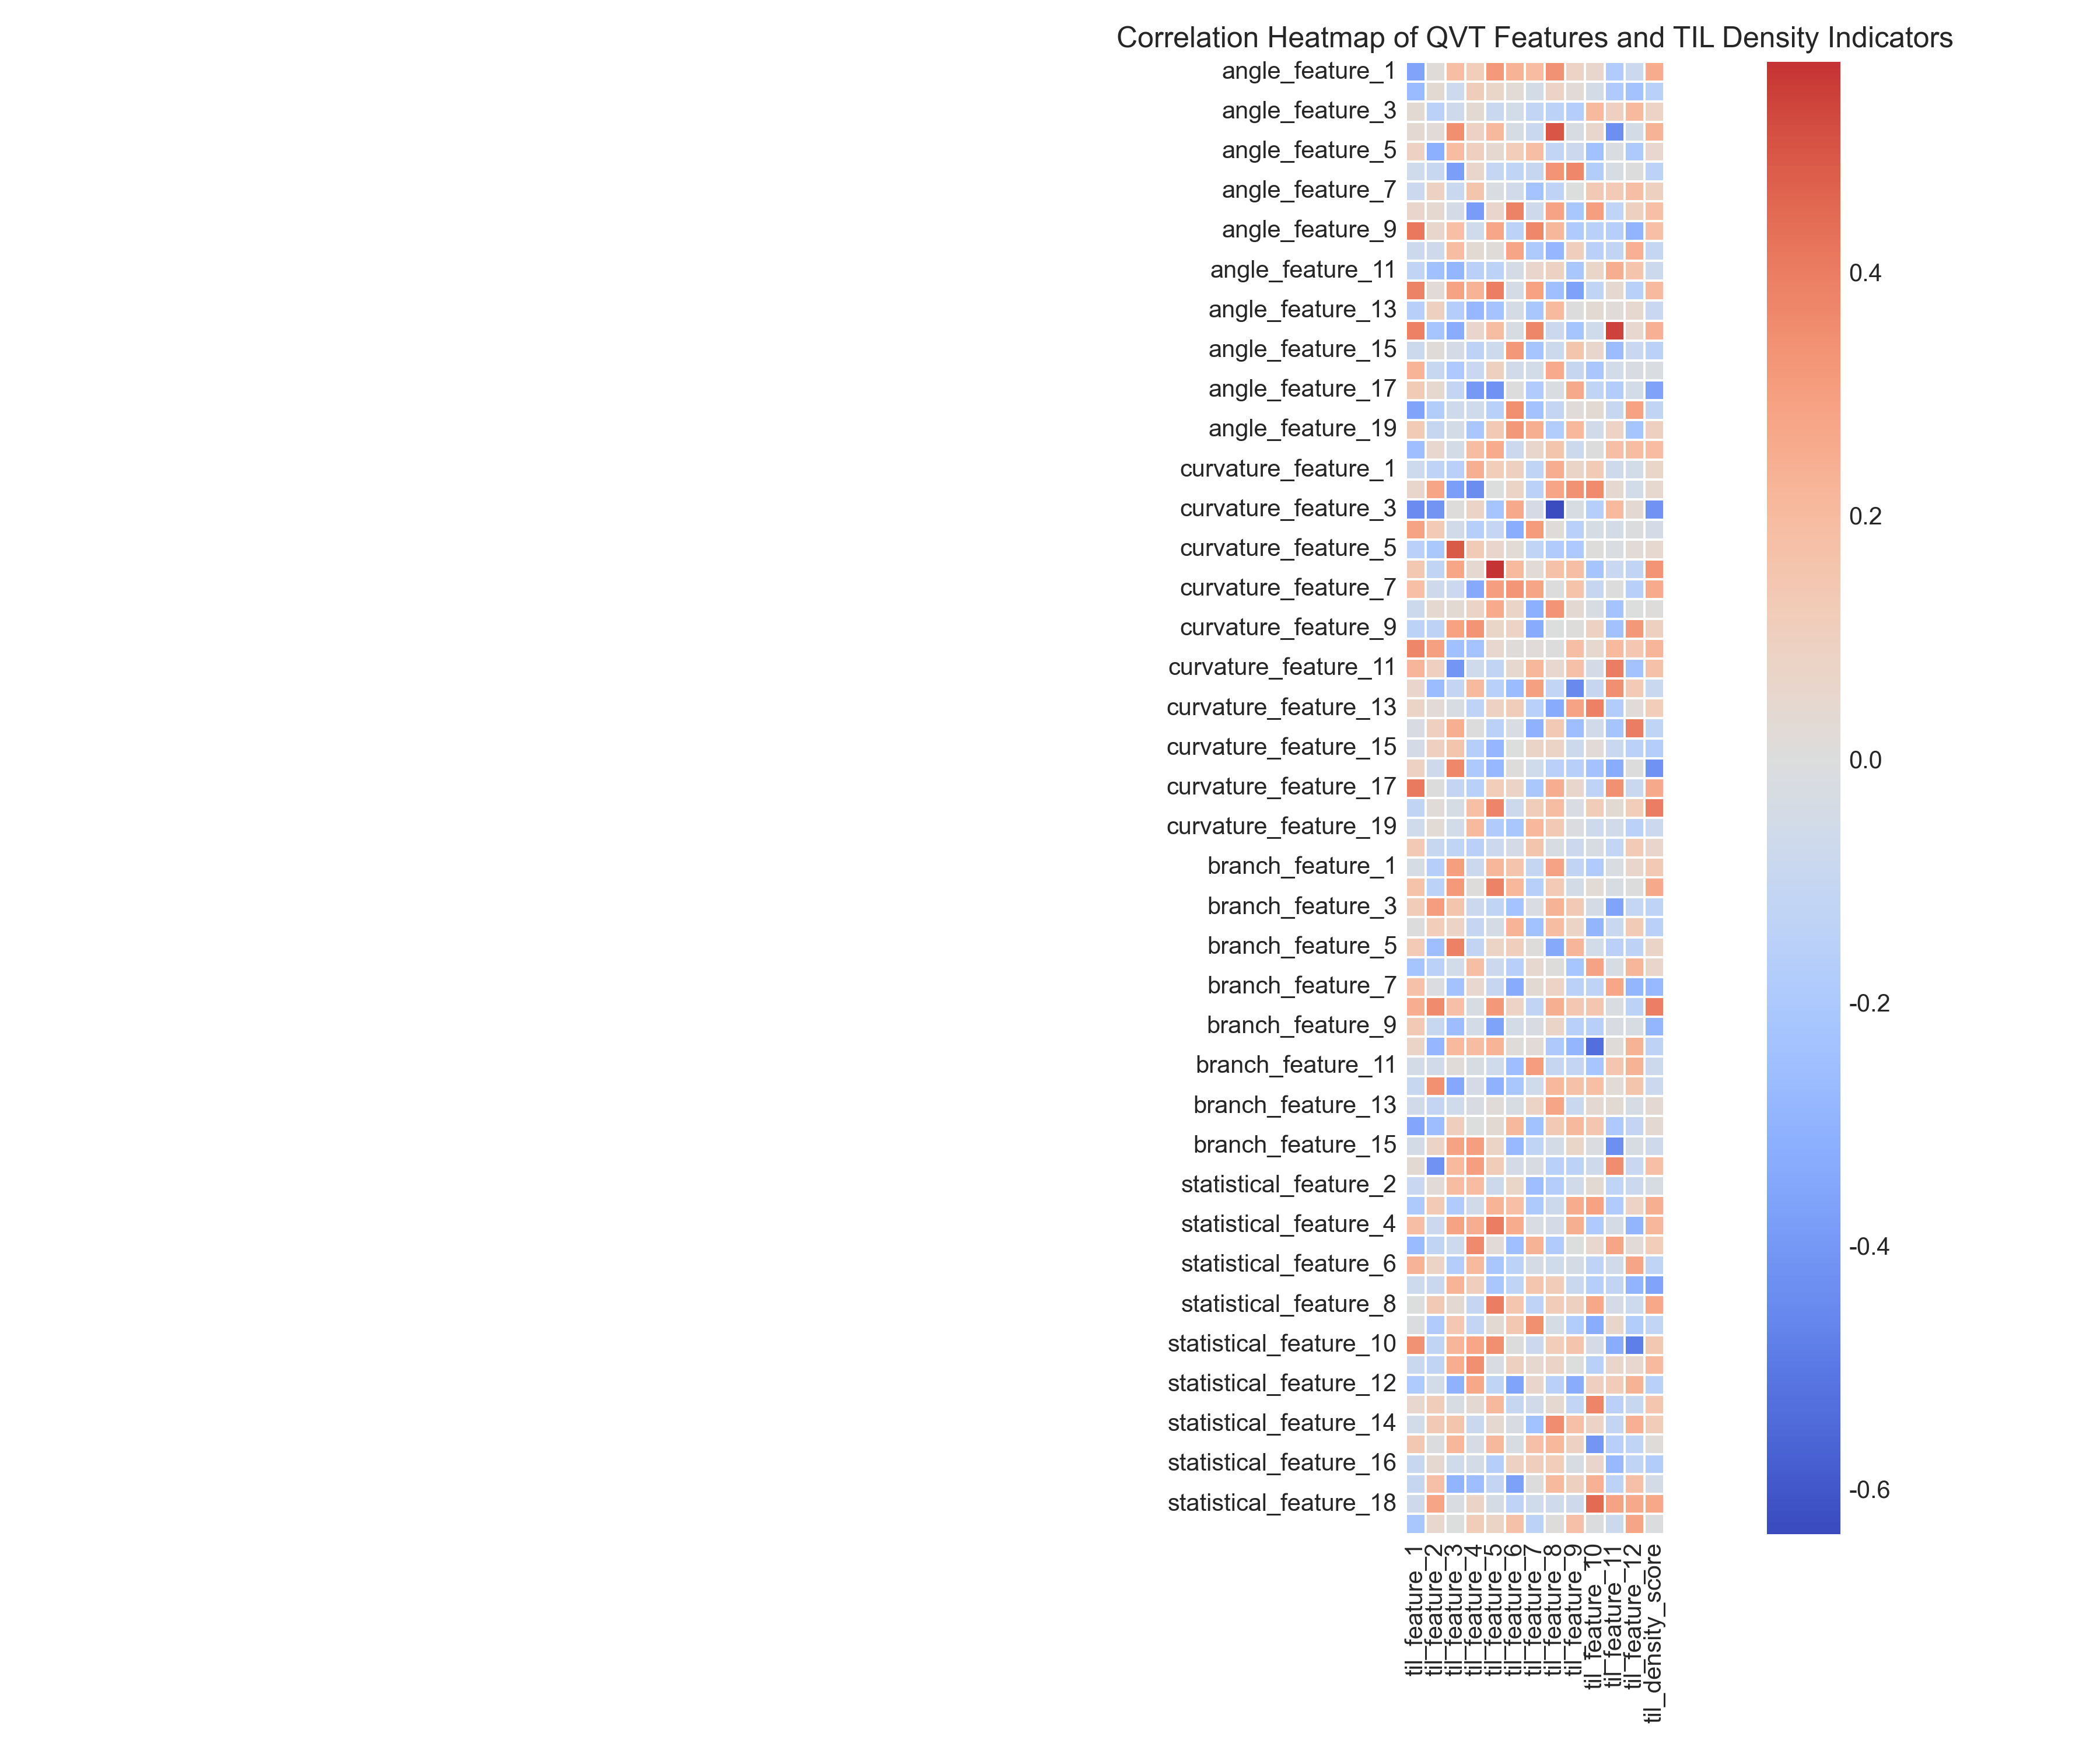 Correlation Heatmap of QVT Features and TIL Density Indicators
angle_feature_1
angle_feature_3
angle_feature_5
angle_feature_7
angle_feature_9
angle_feature_11
angle_feature_13
angle_feature_15
angle_feature_17
angle_feature_19
curvature_feature_1
curvature_feature_3
curvature_feature_5
curvature_feature_7
curvature_feature_9
curvature_feature_11
curvature_feature_13
curvature_feature_15
curvature_feature_17
curvature_feature_19
branch_feature_1
branch_feature_3
branch_feature_5
branch_feature_7
branch_feature_9
branch_feature_11
branch_feature_13
branch_feature_15
statistical_feature_2
statistical_feature_4
statistical_feature_6
statistical_feature_8
statistical_feature_10
statistical_feature_12
statistical_feature_14
statistical_feature_16
statistical_feature_18
til_feature_1
til_feature_2
til_feature_3
til_feature_4
til_feature_5
til_feature_6
til_feature_7
til_feature_8
til_feature_9
til_feature_10
til_feature_11
til_feature_12
til_density_score
0.4
0.2
0.0
-0.2
-0.4
-0.6